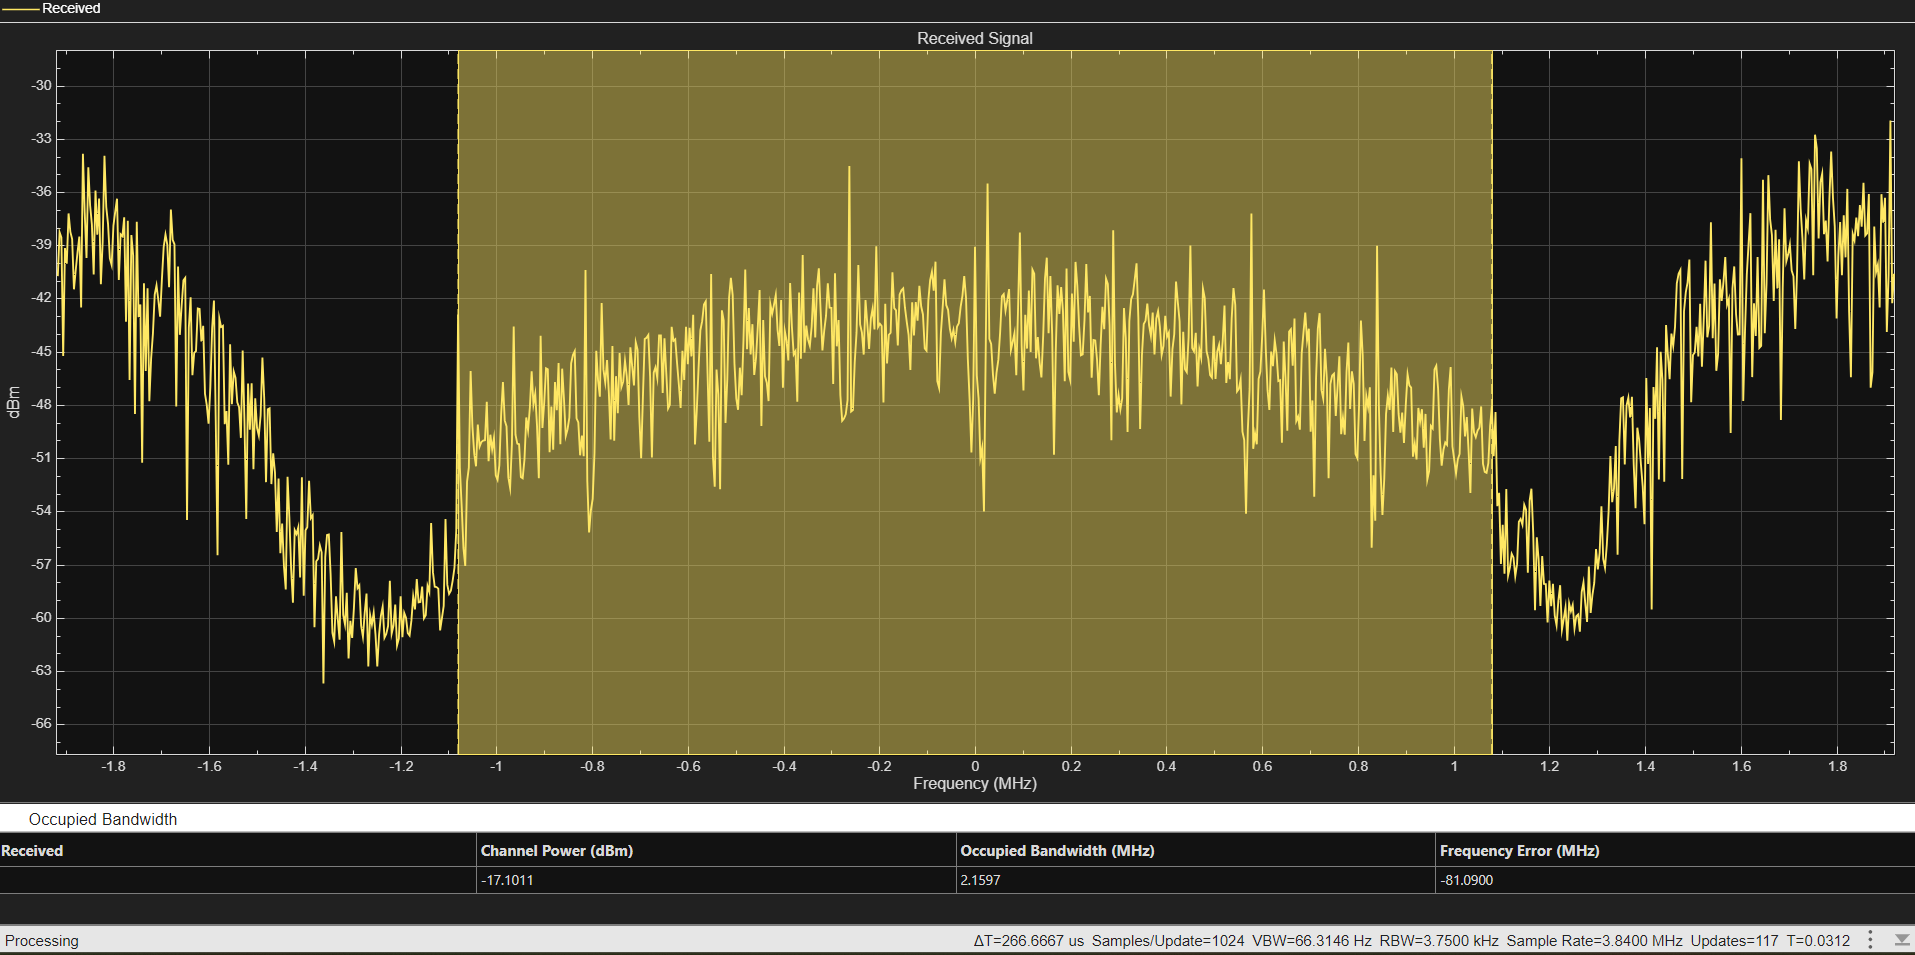 Received
Received Signal
-30
-33
-36
-39
-42
-45
-48
-51
-54
-57
-60
-63
-66
dBm
-1.8 -1.6 -1.4 -1.2 -1 -0.8 -0.6 -0.4 -0.2 0 0.2 0.4 0.6 0.8 1 1.2 1.4 1.6 1.8
Frequency (MHz)
Occupied Bandwidth
Received Channel Power (dBm) Occupied Bandwidth (MHz) Frequency Error (MHz)
-17.1011 2.1597 -81.0900
Processing ΔT=266.6667 us Samples/Update=1024 VBW=66.3146 Hz RBW=3.7500 kHz Sample Rate=3.8400 MHz Updates=117 T=0.0312